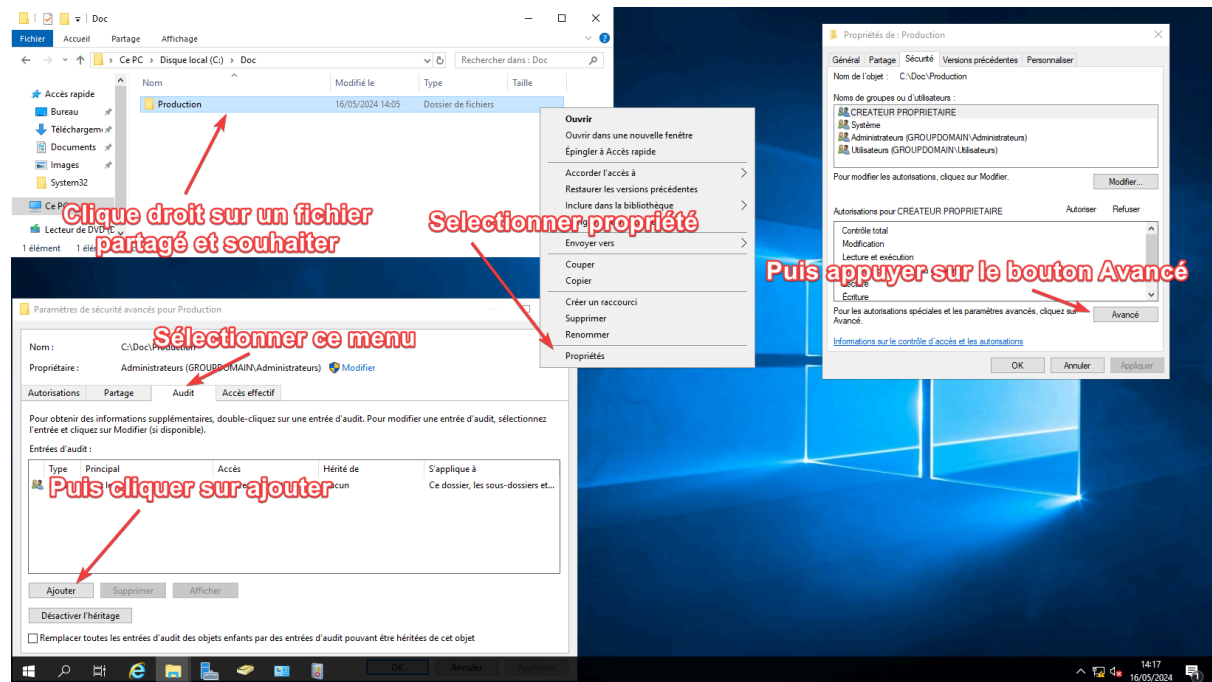 Doc
Fichier Accueil Partage Affichage
Ce PC > Disque local (C:) > Doc
Rechercher dans : Doc
Nom Modifié le Type Taille
Accès rapide
Bureau
Téléchargem
Documents
Images
System32
Ce PC
Lecteur de DVD (D
Production 16/05/2024 14:05 Dossier de fichiers
1 élément
Clique droit sur un fichier
partagé et souhaiter
Ouvrir
Ouvrir dans une nouvelle fenêtre
Épingler à Accès rapide
Accorder l'accès à
Restaurer les versions précédentes
Inclure dans la bibliothèque
Envoyer vers
Couper
Copier
Créer un raccourci
Supprimer
Renommer
Propriétés
Selectionner propriété
Propriétés de : Production
Général Partage Sécurité Versions précédentes Personnaliser
Nom de l'objet : C:\Doc\Production
Noms de groupes ou d'utilisateurs :
CREATEUR PROPRIETAIRE
Système
Administrateurs (GROUPDOMAIN\Administrateurs)
Utilisateurs (GROUPDOMAIN\Utilisateurs)
Pour modifier les autorisations, cliquez sur Modifier.
Modifier...
Autorisations pour CREATEUR PROPRIETAIRE Autoriser Refuser
Contrôle total
Modification
Lecture et exécution
Lecture
Écriture
Puis appuyer sur le bouton Avancé
Pour les autorisations spéciales et les paramètres avancés, cliquez sur
Avancé.
Avancé
Informations sur le contrôle d'accès et les autorisations
OK Annuler Appliquer
Paramètres de sécurité avancés pour Production
Sélectionner ce menu
Nom : C:\Doc\Production
Propriétaire : Administrateurs (GROUPDOMAIN\Administrateurs) Modifier
Autorisations Partage Audit Accès effectif
Pour obtenir des informations supplémentaires, double-cliquez sur une entrée d'audit. Pour modifier une entrée d'audit, sélectionnez
l'entrée et cliquez sur Modifier (si disponible).
Entrées d'audit :
Type Principal Accès Hérité de S'applique à
Ce dossier, les sous-dossiers et...
Puis cliquer sur ajouter
Ajouter Supprimer Afficher
Désactiver l'héritage
Remplacer toutes les entrées d'audit des objets enfants par des entrées d'audit pouvant être héritées de cet objet
OK Annuler Appliquer
14:17
16/05/2024
1